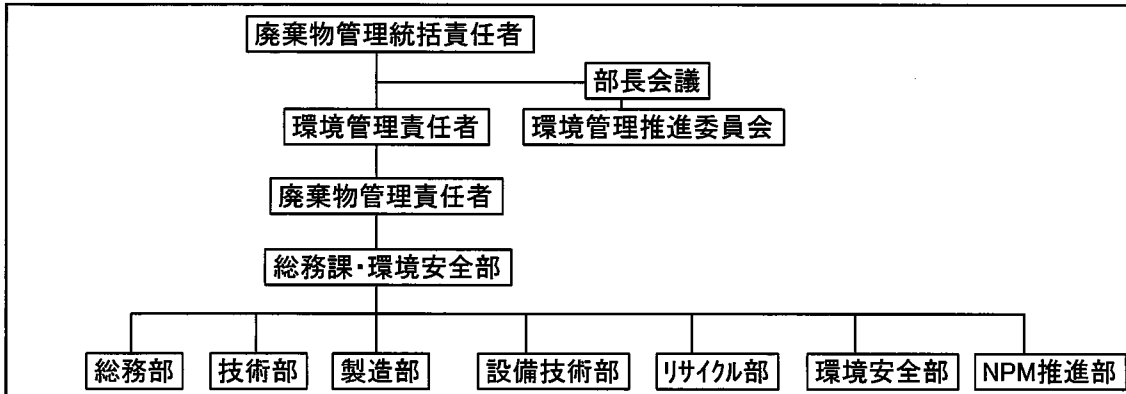 廃棄物管理統括責任者
部長会議
環境管理責任者 環境管理推進委員会
廃棄物管理責任者
総務課・環境安全部
総務部 技術部 製造部 設備技術部 ﾘｻｲｸﾙ部 環境安全部 NPM推進部